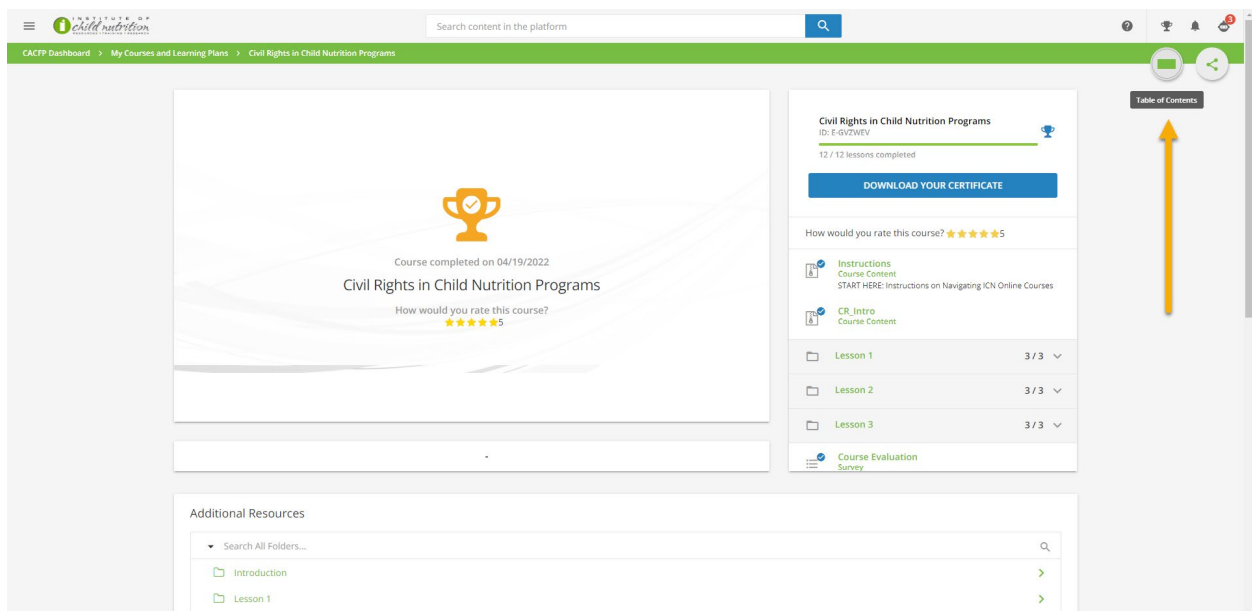 INSTITUTE OF
child nutrition
RESOURCES • TRAINING • RESEARCH
Search content in the platform
3
CACFP Dashboard > My Courses and Learning Plans > Civil Rights in Child Nutrition Programs
Table of Contents
Civil Rights in Child Nutrition Programs
ID: E-GVZWEV
12 / 12 lessons completed
DOWNLOAD YOUR CERTIFICATE
How would you rate this course? 5
Course completed on 04/19/2022
Civil Rights in Child Nutrition Programs
How would you rate this course?
5
Instructions
Course Content
START HERE: Instructions on Navigating ICN Online Courses
CR_Intro
Course Content
Lesson 1 3 / 3
Lesson 2 3 / 3
Lesson 3 3 / 3
Course Evaluation
Survey
-
Additional Resources
Search All Folders...
Introduction
Lesson 1